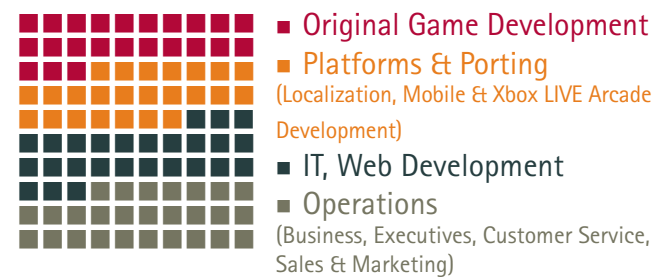 Original Game Development
Platforms & Porting
(Localization, Mobile & Xbox LIVE Arcade
Development)
IT, Web Development
Operations
(Business, Executives, Customer Service,
Sales & Marketing)